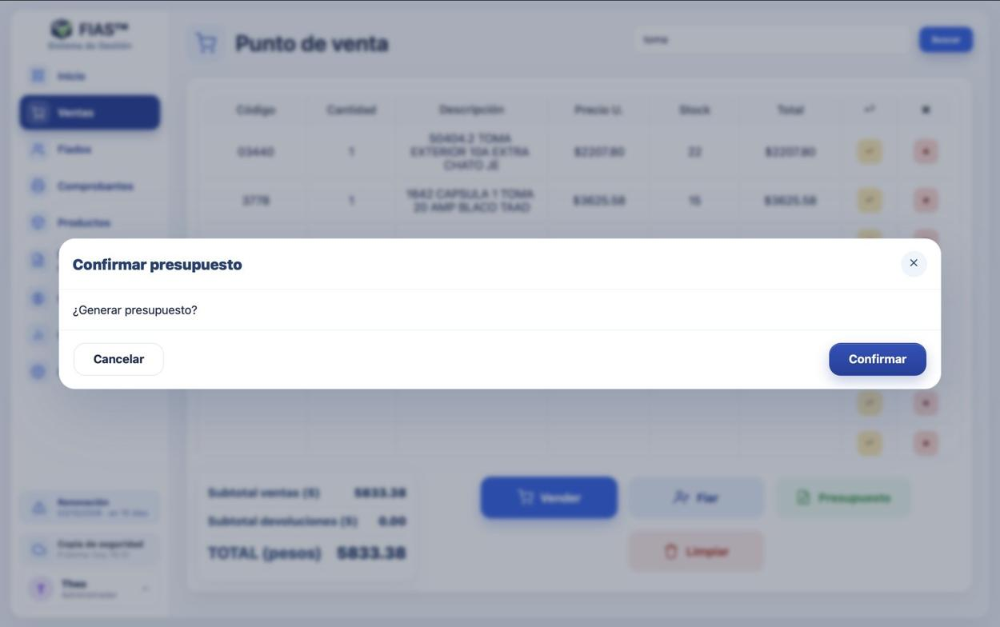 FIAS™
Sistema de Gestión
Inicio
Ventas
Fiados
Comprobantes
Productos
Renovación
Copia de seguridad
Theo
Administrador
Punto de venta
toma
Buscar
Código Cantidad Descripción Precio U. Stock Total
03440 1 50404.2 TOMA EXTERIOR 10A EXTRA CHATO JE $2207.80 22 $2207.80
3778 1 1642 CAPSULA 1 TOMA 20 AMP BLACO TAAD $3625.58 15 $3625.58
Confirmar presupuesto
¿Generar presupuesto?
Cancelar
Confirmar
Subtotal ventas ($) 5833.38
Subtotal devoluciones ($) 0.00
TOTAL (pesos) 5833.38
Vender
Fiar
Presupuesto
Limpiar